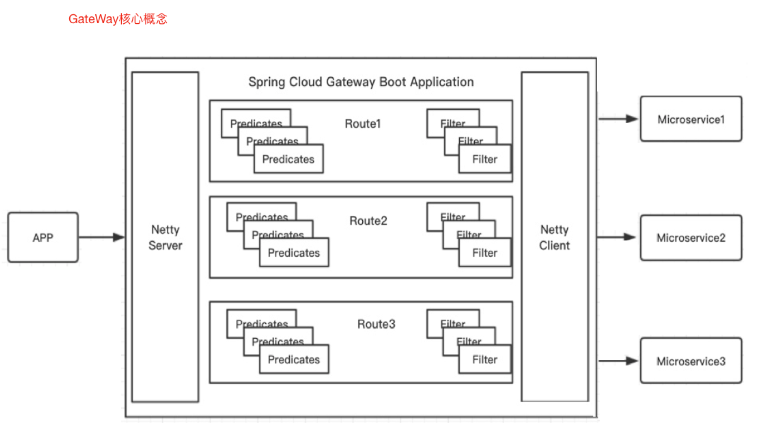 GateWay核心概念
Spring Cloud Gateway Boot Application
Predicates
Predicates
Predicates
Route1
Filter
Filter
Filter
Microservice1
APP
Netty
Server
Predicates
Predicates
Predicates
Route2
Filter
Filter
Filter
Netty
Client
Microservice2
Predicates
Predicates
Predicates
Route3
Filter
Filter
Filter
Microservice3